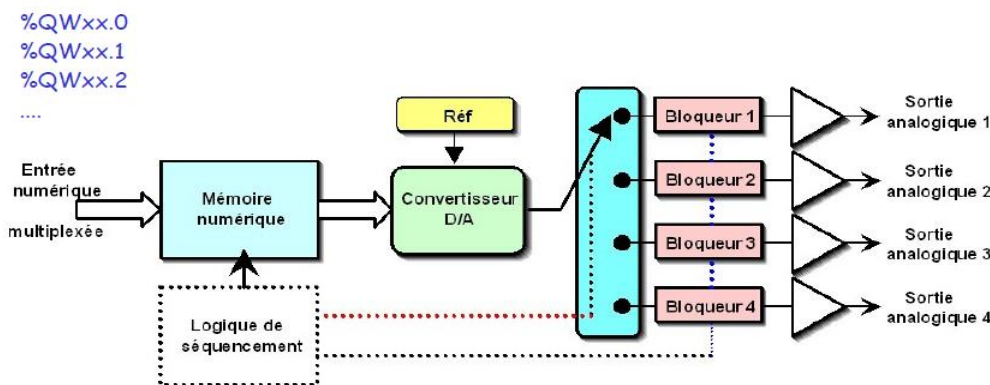 %QWxx.0
%QWxx.1
%QWxx.2
....
Réf
Entrée
numérique
multiplexée
Mémoire
numérique
Convertisseur
D/A
Logique de
séquencement
Bloqueur 1
Sortie
analogique 1
Bloqueur 2
Sortie
analogique 2
Bloqueur 3
Sortie
analogique 3
Bloqueur 4
Sortie
analogique 4